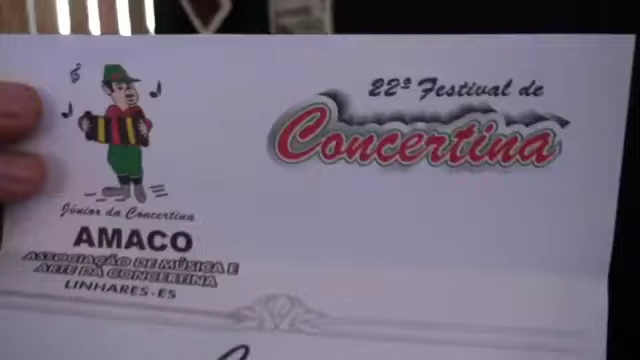 22º Festival de
Concertina
Júnior da Concertina
AMACO
ASSOCIAÇÃO DE MÚSICA E
ARTE DA CONCERTINA
LINHARES-ES